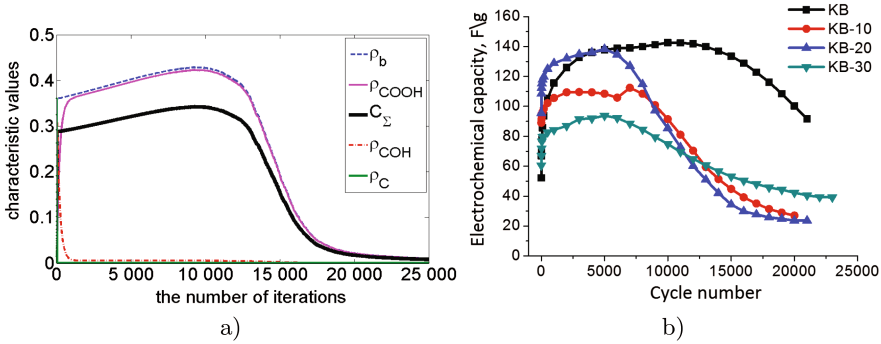 0.5
0.4
0.3
0.2
0.1
0
characteristic values
0
5 000
10 000
15 000
20 000
25 000
the number of iterations
ρb
ρCOOH
CΣ
ρCOH
ρC
a)
160
140
120
100
80
60
40
20
0
Electrochemical capacity, F\g
0
5000
10000
15000
20000
25000
Cycle number
KB
KB-10
KB-20
KB-30
b)